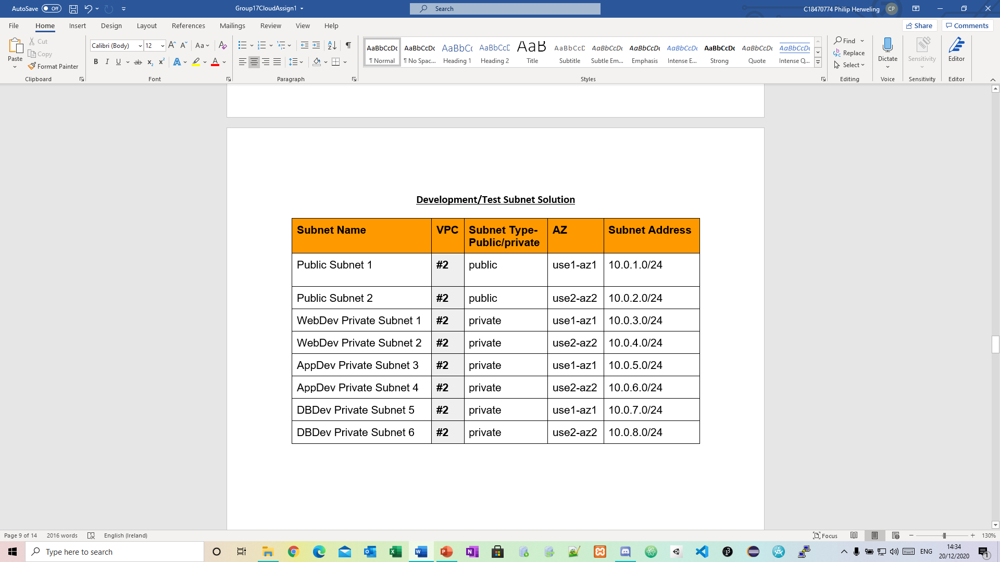 AutoSave Off Group17CloudAssign1 Search C18470774 Philip Herweling CP
File Home Insert Design Layout References Mailings Review View Help Share Comments
Paste Cut Copy Format Painter
Clipboard
Calibri (Body) 12 Aa
B I U ab x₂ x² A A
Font
Paragraph
AaBbCcDc AaBbCcDc AaBbCc AaBbCcD AaB AaBbCcD AaBbCcDc AaBbCcDc AaBbCcDc AaBbCcDc AaBbCcDc AaBbCcDc
¶ Normal ¶ No Spac... Heading 1 Heading 2 Title Subtitle Subtle Em... Emphasis Intense E... Strong Quote Intense Q...
Styles
Find Replace Select
Editing
Dictate
Voice
Sensitivity
Sensitivity
Editor
Editor
Development/Test Subnet Solution
Subnet Name VPC Subnet Type- AZ Subnet Address
Public/private
Public Subnet 1 #2 public use1-az1 10.0.1.0/24
Public Subnet 2 #2 public use2-az2 10.0.2.0/24
WebDev Private Subnet 1 #2 private use1-az1 10.0.3.0/24
WebDev Private Subnet 2 #2 private use2-az2 10.0.4.0/24
AppDev Private Subnet 3 #2 private use1-az1 10.0.5.0/24
AppDev Private Subnet 4 #2 private use2-az2 10.0.6.0/24
DBDev Private Subnet 5 #2 private use1-az1 10.0.7.0/24
DBDev Private Subnet 6 #2 private use2-az2 10.0.8.0/24
Page 9 of 14 2016 words English (Ireland) Focus 130%
Type here to search ENG 14:34
20/12/2020